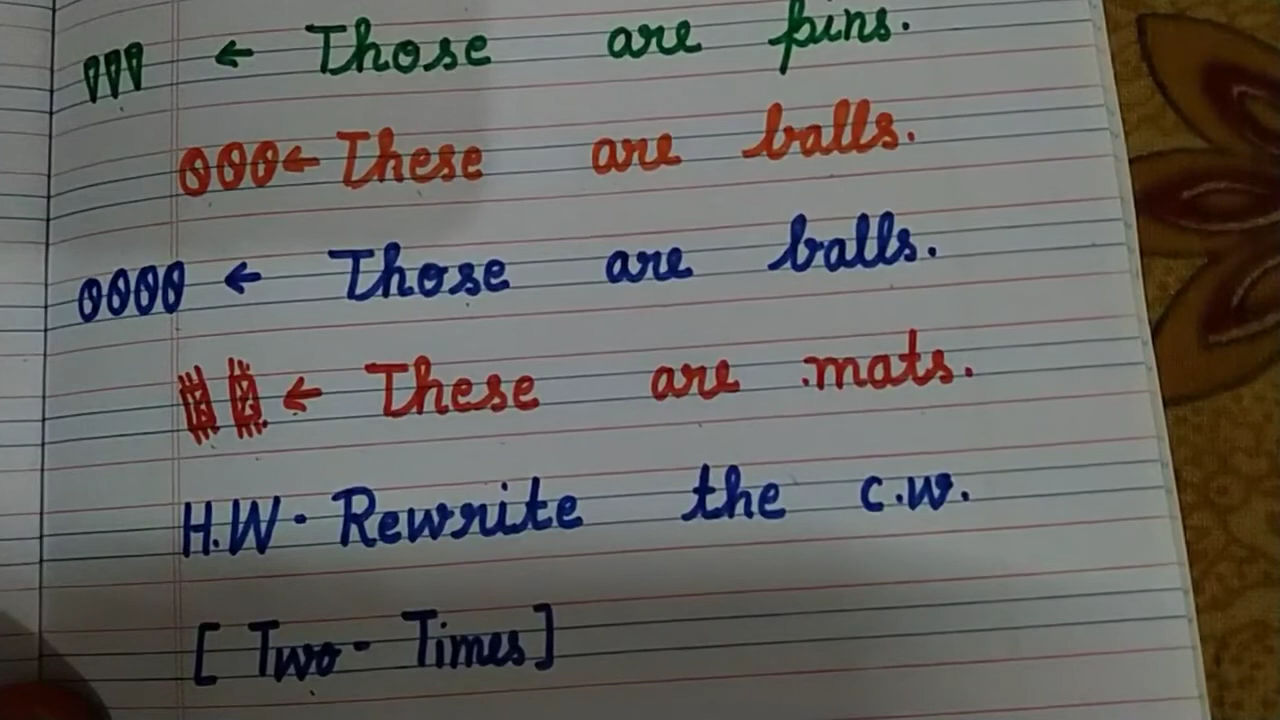 ← Those are pins.
← These are balls.
← Those are balls.
← These are mats.
H.W. Rewrite the c.w.
[Two - Times]